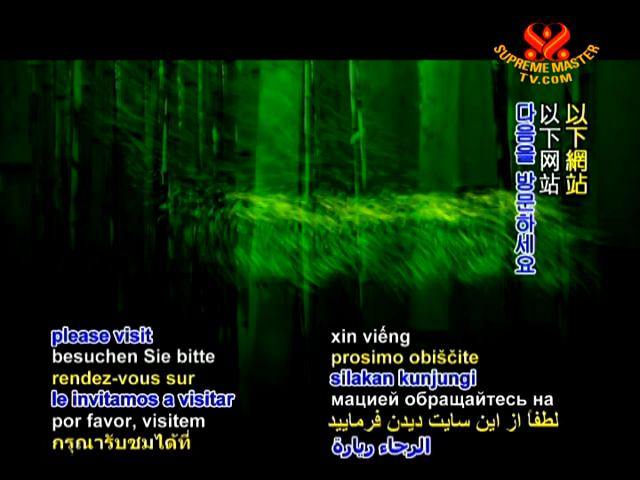 SUPREME MASTER
TV.COM
以下網站
以下网站
다음을 방문하세요
please visit
besuchen Sie bitte
rendez-vous sur
le invitamos a visitar
por favor, visitem
กรุณารับชมได้ที่
xin viếng
prosimo obiščite
silakan kunjungi
мацией обращайтесь на
لطفاً از این سایت دیدن فرمایید
الرجاء زيارة